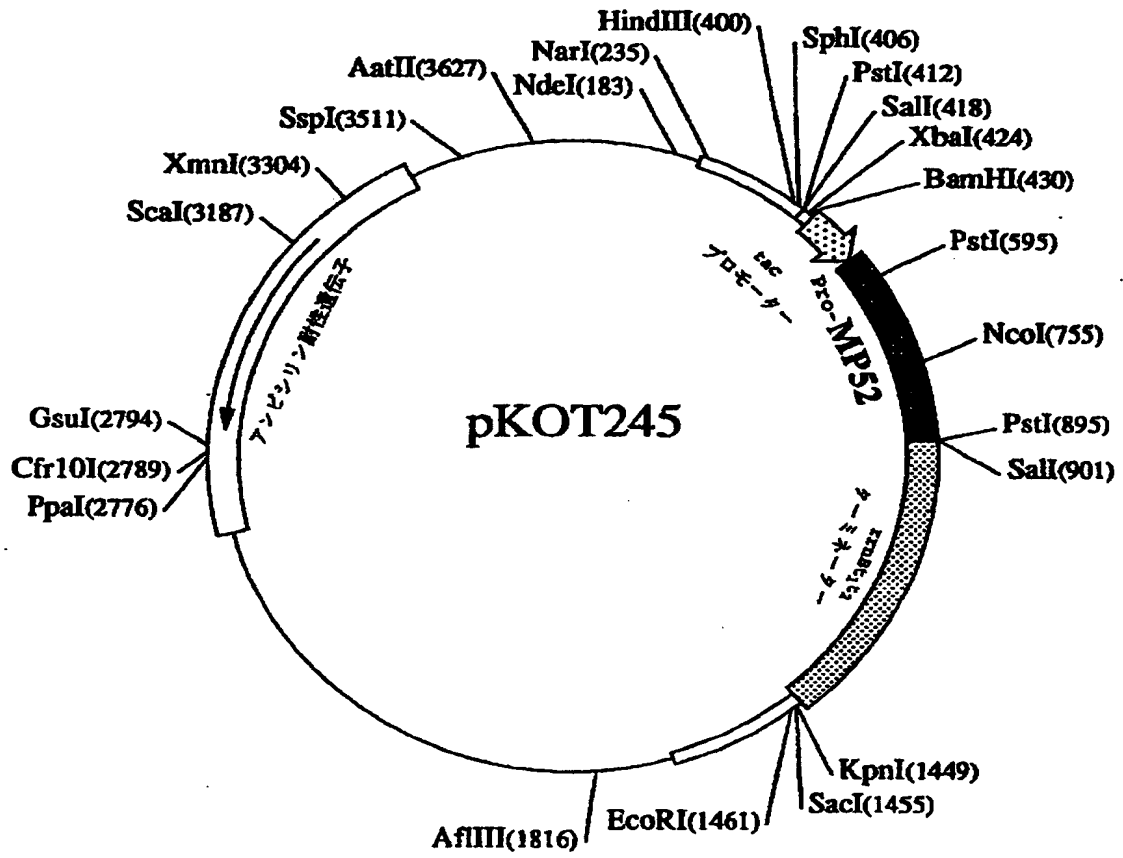 HindIII(400)
SphI(406)
NarI(235)
PstI(412)
AatII(3627)
NdeI(183)
SalI(418)
SspI(3511)
XbaI(424)
XmnI(3304)
BamHI(430)
ScaI(3187)
PstI(595)
tac
プロモーター
Pro-MP52
アンピシリン耐性遺伝子
NcoI(755)
pKOT245
GsuI(2794)
PstI(895)
Cfr10I(2789)
SalI(901)
PpaI(2776)
rrnBt1t2
ターミネーター
KpnI(1449)
SacI(1455)
EcoRI(1461)
AflIII(1816)